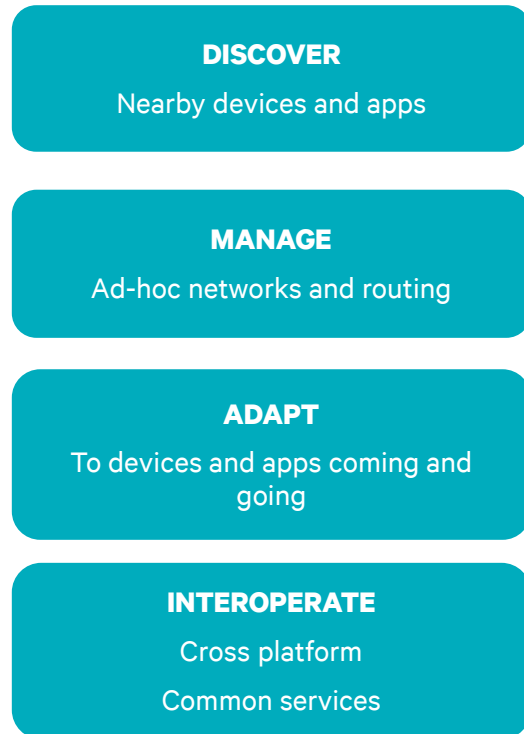 DISCOVER
Nearby devices and apps
MANAGE
Ad-hoc networks and routing
ADAPT
To devices and apps coming and
going
INTEROPERATE
Cross platform
Common services